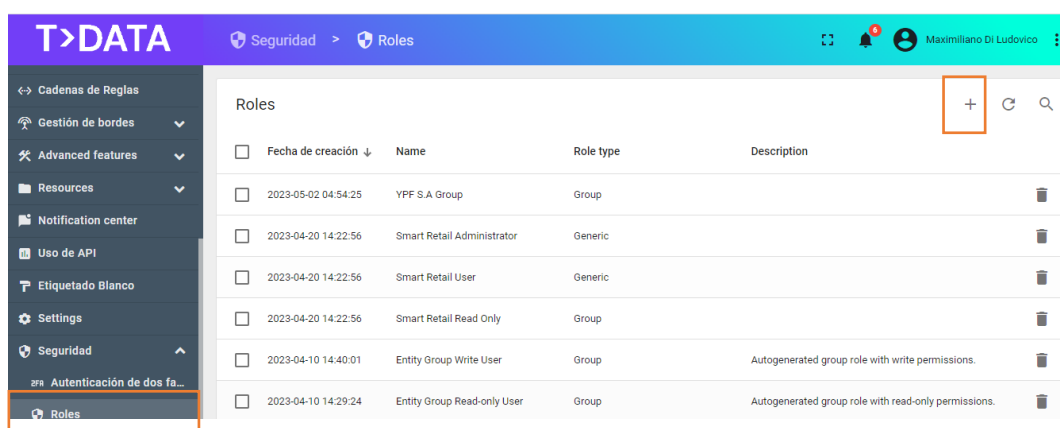 T>DATA
Seguridad > Roles
6
Maximiliano Di Ludovico
Cadenas de Reglas
Gestión de bordes
Advanced features
Resources
Notification center
Uso de API
Etiquetado Blanco
Settings
Seguridad
2FA Autenticación de dos fa...
Roles
Roles
Fecha de creación ↓ Name Role type Description
2023-05-02 04:54:25 YPF S.A Group Group
2023-04-20 14:22:56 Smart Retail Administrator Generic
2023-04-20 14:22:56 Smart Retail User Generic
2023-04-20 14:22:56 Smart Retail Read Only Group
2023-04-10 14:40:01 Entity Group Write User Group Autogenerated group role with write permissions.
2023-04-10 14:29:24 Entity Group Read-only User Group Autogenerated group role with read-only permissions.